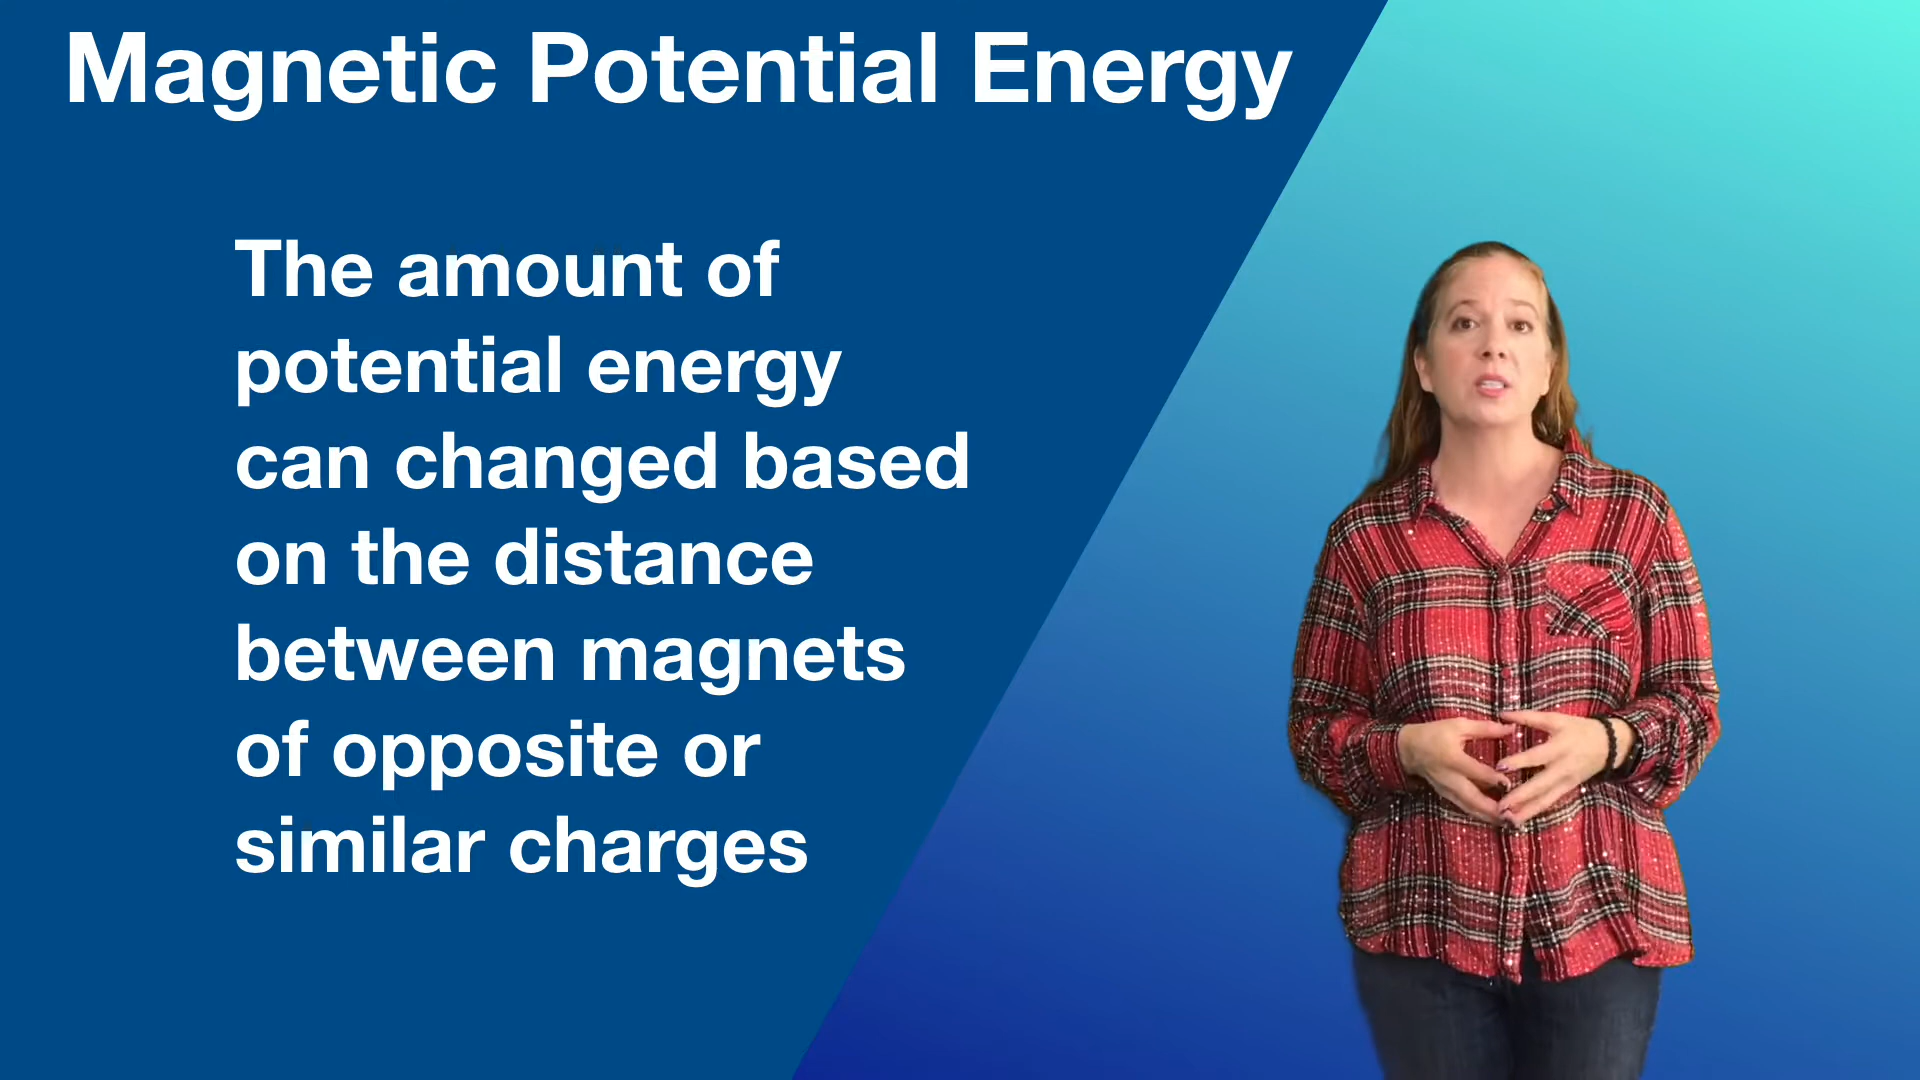 Magnetic Potential Energy
The amount of
potential energy
can changed based
on the distance
between magnets
of opposite or
similar charges